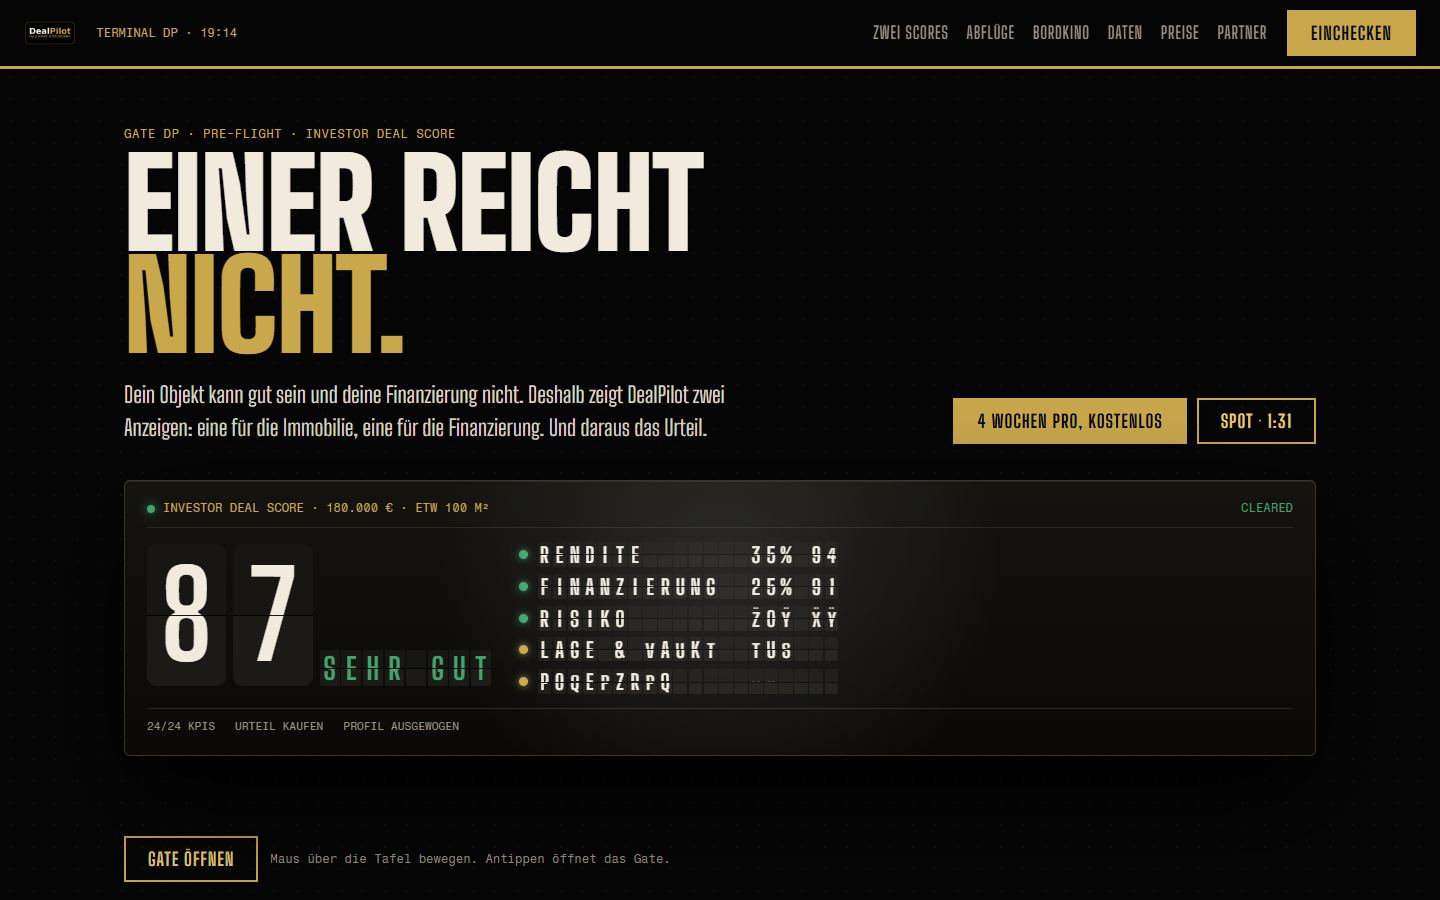 DealPilot
TERMINAL DP · 19:14
ZWEI SCORES
ABFLÜGE
BORDKINO
DATEN
PREISE
PARTNER
EINCHECKEN
GATE DP · PRE-FLIGHT · INVESTOR DEAL SCORE
EINER REICHT
NICHT.
Dein Objekt kann gut sein und deine Finanzierung nicht. Deshalb zeigt DealPilot zwei
Anzeigen: eine für die Immobilie, eine für die Finanzierung. Und daraus das Urteil.
4 WOCHEN PRO, KOSTENLOS
SPOT · 1:31
INVESTOR DEAL SCORE · 180.000 € · ETW 100 M²
CLEARED
87
SEHR GUT
RENDITE 35% 94
FINANZIERUNG 25% 91
RISIKO
LAGE &
24/24 KPIS URTEIL KAUFEN PROFIL AUSGEWOGEN
GATE ÖFFNEN
Maus über die Tafel bewegen. Antippen öffnet das Gate.